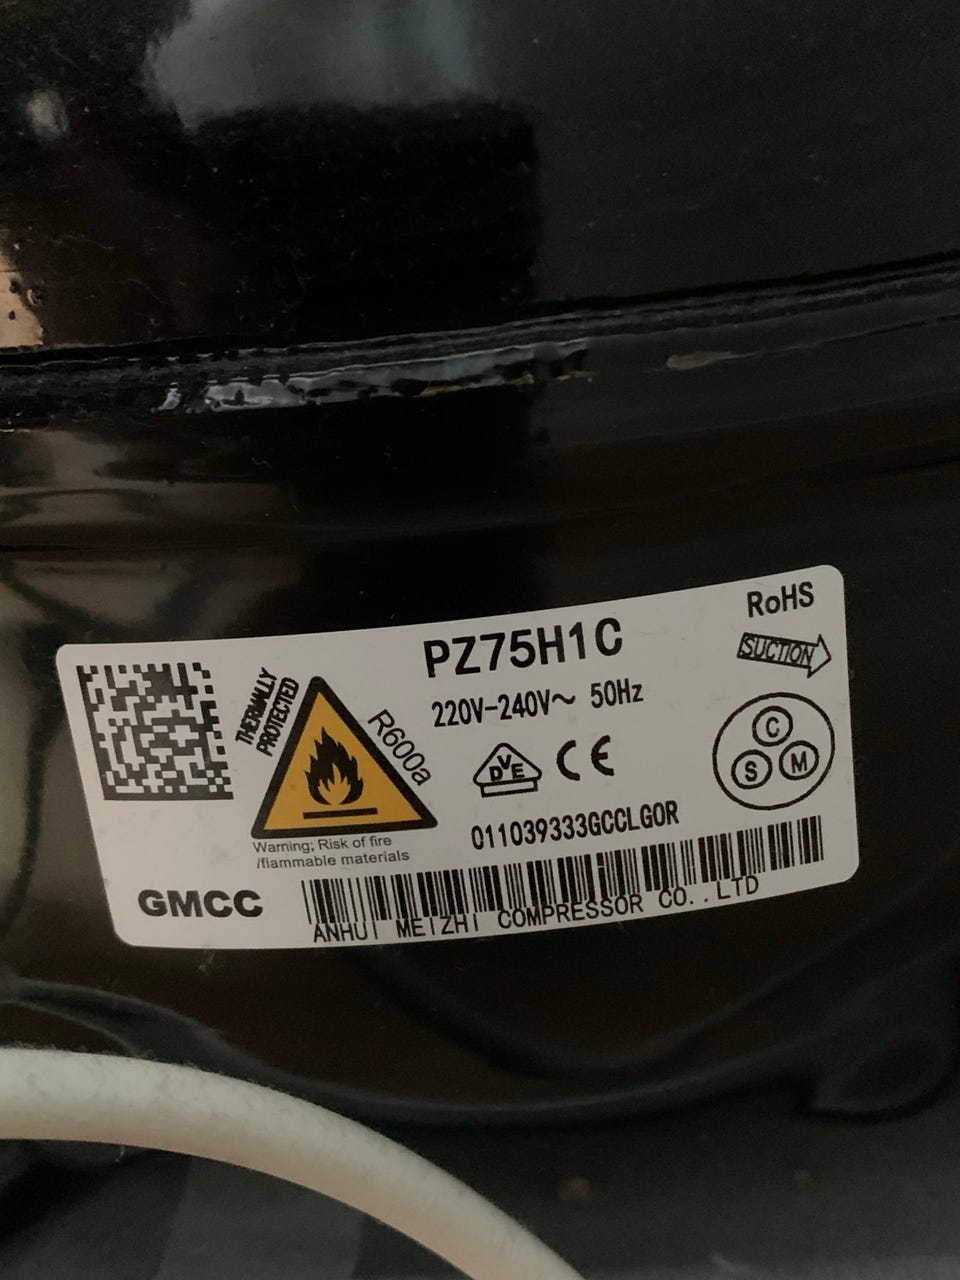 RoHS
SUCTION
PZ75H1C
220V-240V~ 50Hz
THERMALLY
PROTECTED
R600a
DVE
CE
C
S M
011039333GCCLGOR
Warning; Risk of fire
/flammable materials
GMCC
ANHUI MEIZHI COMPRESSOR CO..LTD